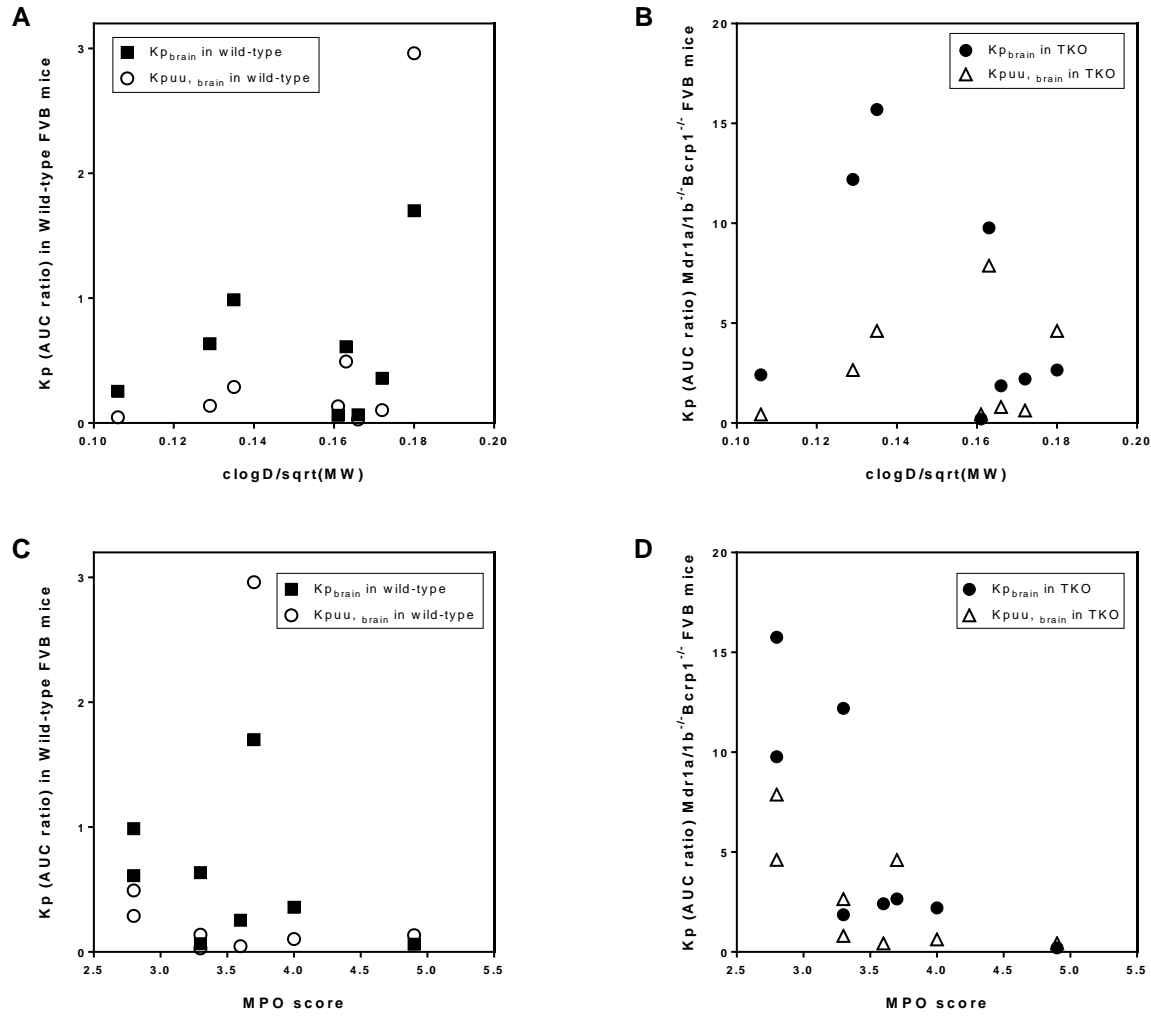 A
Kp (AUC ratio) in Wild-type FVB mice
Kpbrain in wild-type
Kpuu, brain in wild-type
3
2
1
0
0.10 0.12 0.14 0.16 0.18 0.20
clogD/sqrt(MW)
B
Kp (AUC ratio) Mdr1a/1b-/-Bcrp1-/- FVB mice
Kpbrain in TKO
Kpuu, brain in TKO
20
15
10
5
0
0.10 0.12 0.14 0.16 0.18 0.20
clogD/sqrt(MW)
C
Kp (AUC ratio) in Wild-type FVB mice
Kpbrain in wild-type
Kpuu, brain in wild-type
3
2
1
0
2.5 3.0 3.5 4.0 4.5 5.0 5.5
MPO score
D
Kp (AUC ratio) Mdr1a/1b-/-Bcrp1-/- FVB mice
Kpbrain in TKO
Kpuu, brain in TKO
20
15
10
5
0
2.5 3.0 3.5 4.0 4.5 5.0 5.5
MPO score